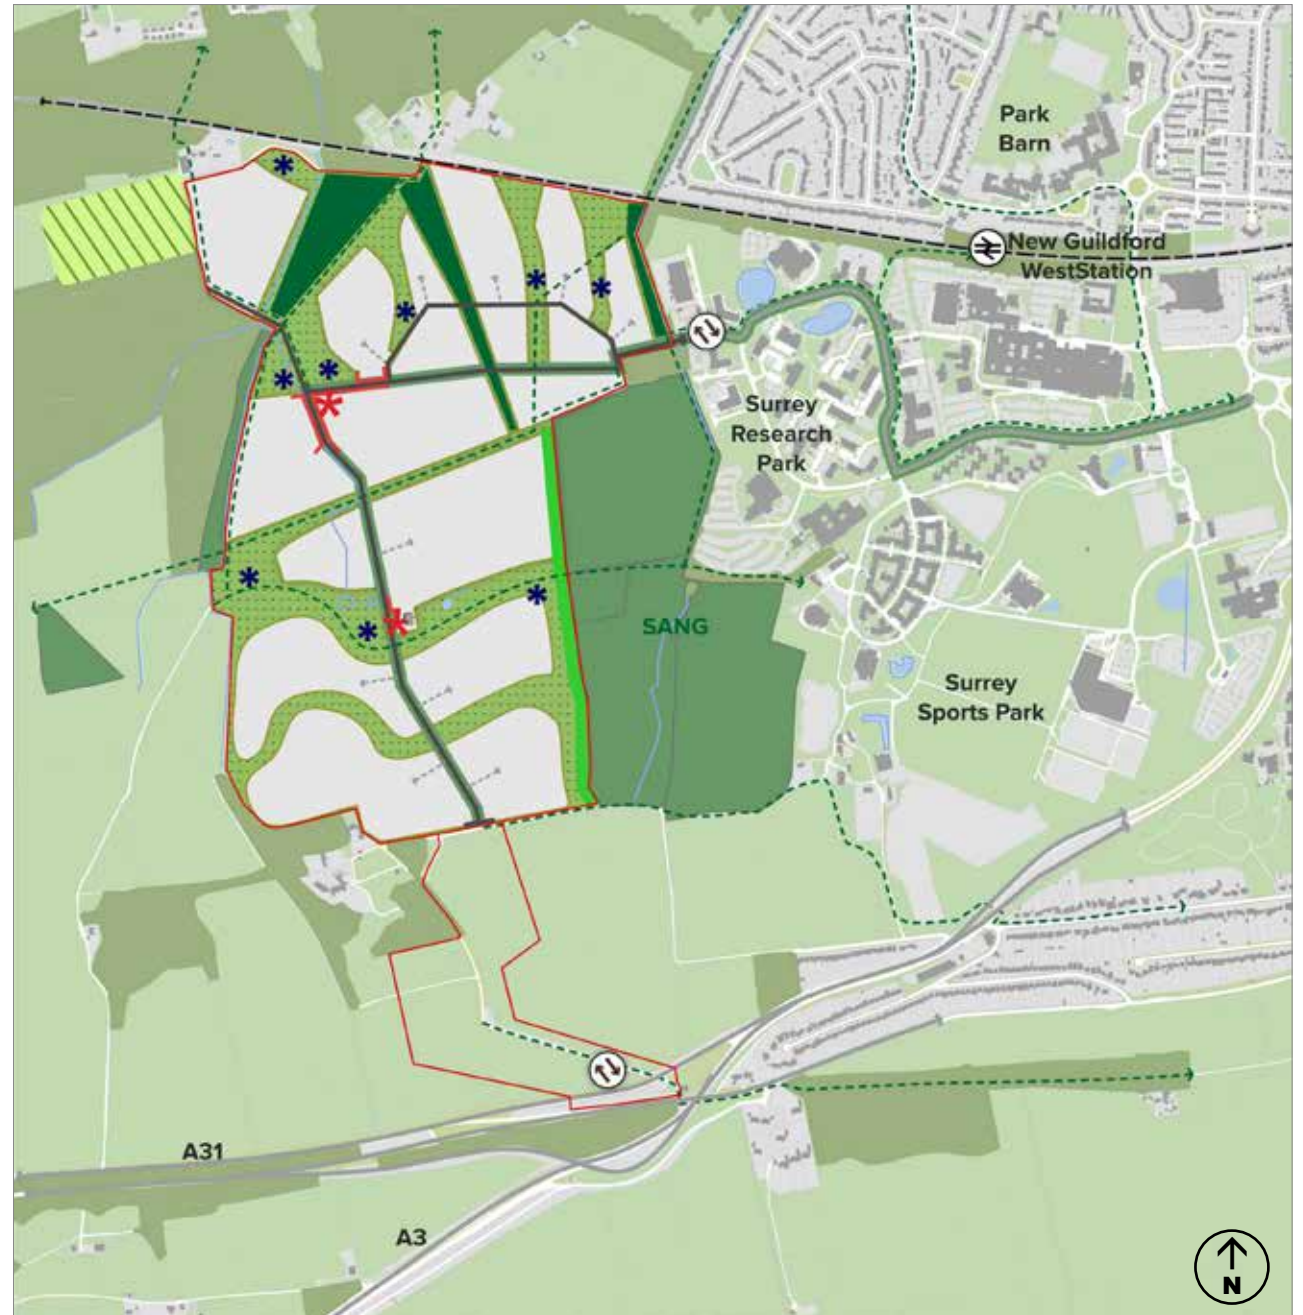 Park
Barn
New Guildford
WestStation
Surrey
Research
Park
SANG
Surrey
Sports Park
A31
A3
N